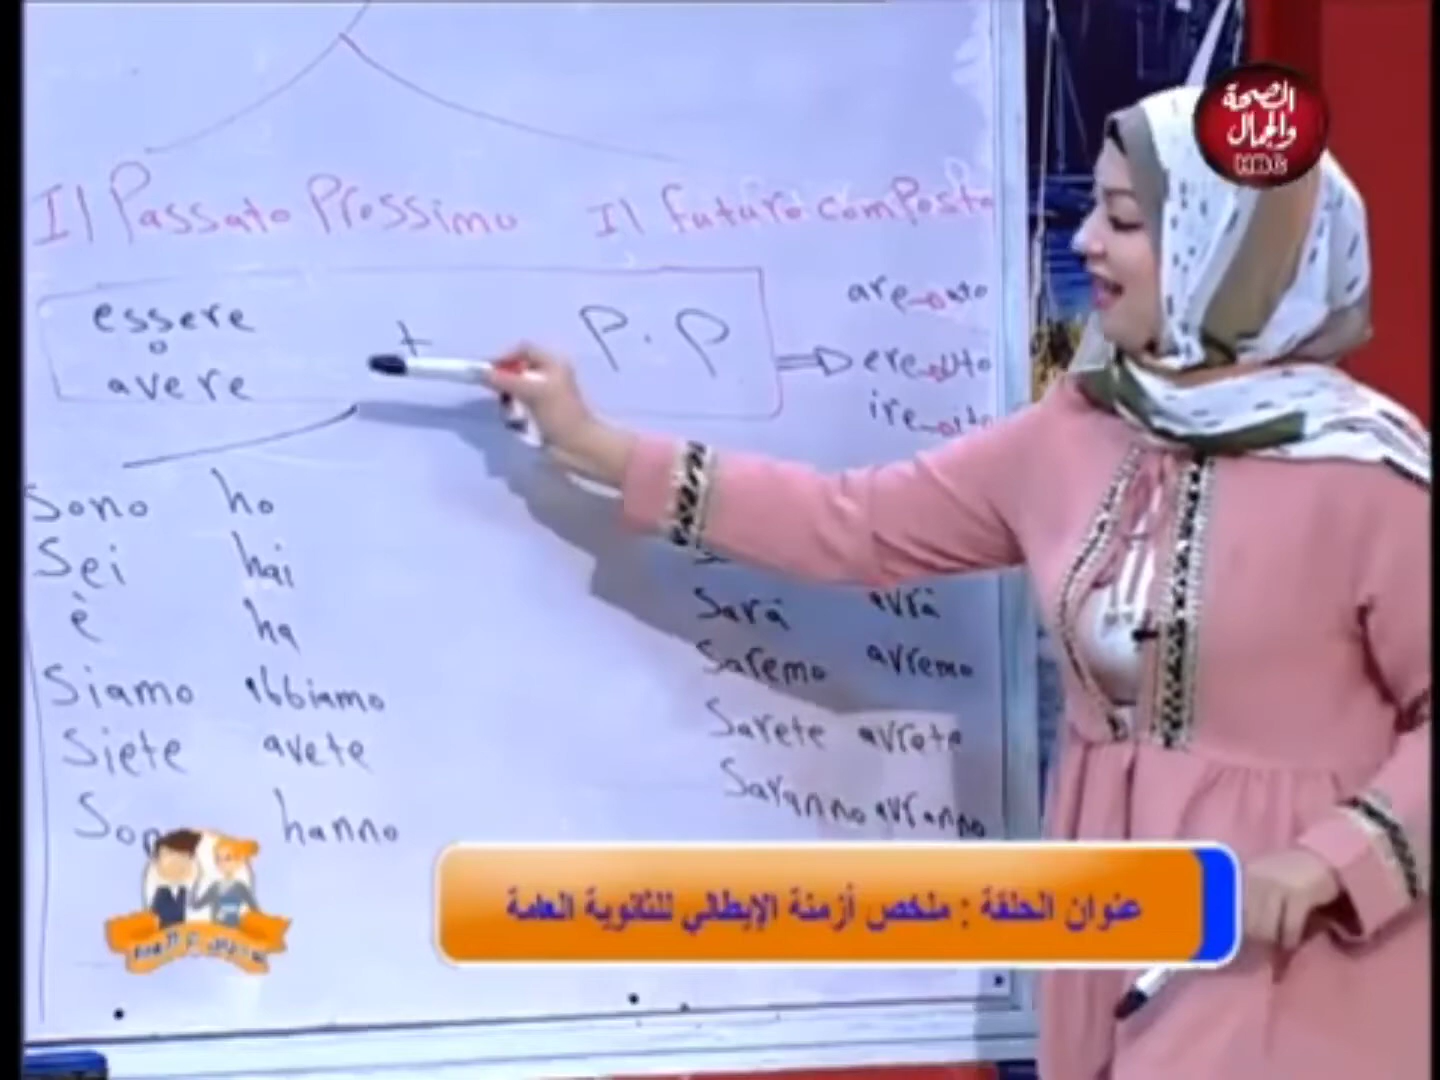 الصحة
والجمال
HBC
Il Passato Prossimo
Il futuro composto
essere
o
avere
+
P.P
are → ato
ere → uto
ire → ito
Sono ho
Sei hai
è ha
Siamo abbiamo
Siete avete
hanno
Sarà avrà
Saremo avremo
Sarete avrete
Saranno avranno
عنوان الحلقة : ملخص أزمنة الإيطالي للثانوية العامة